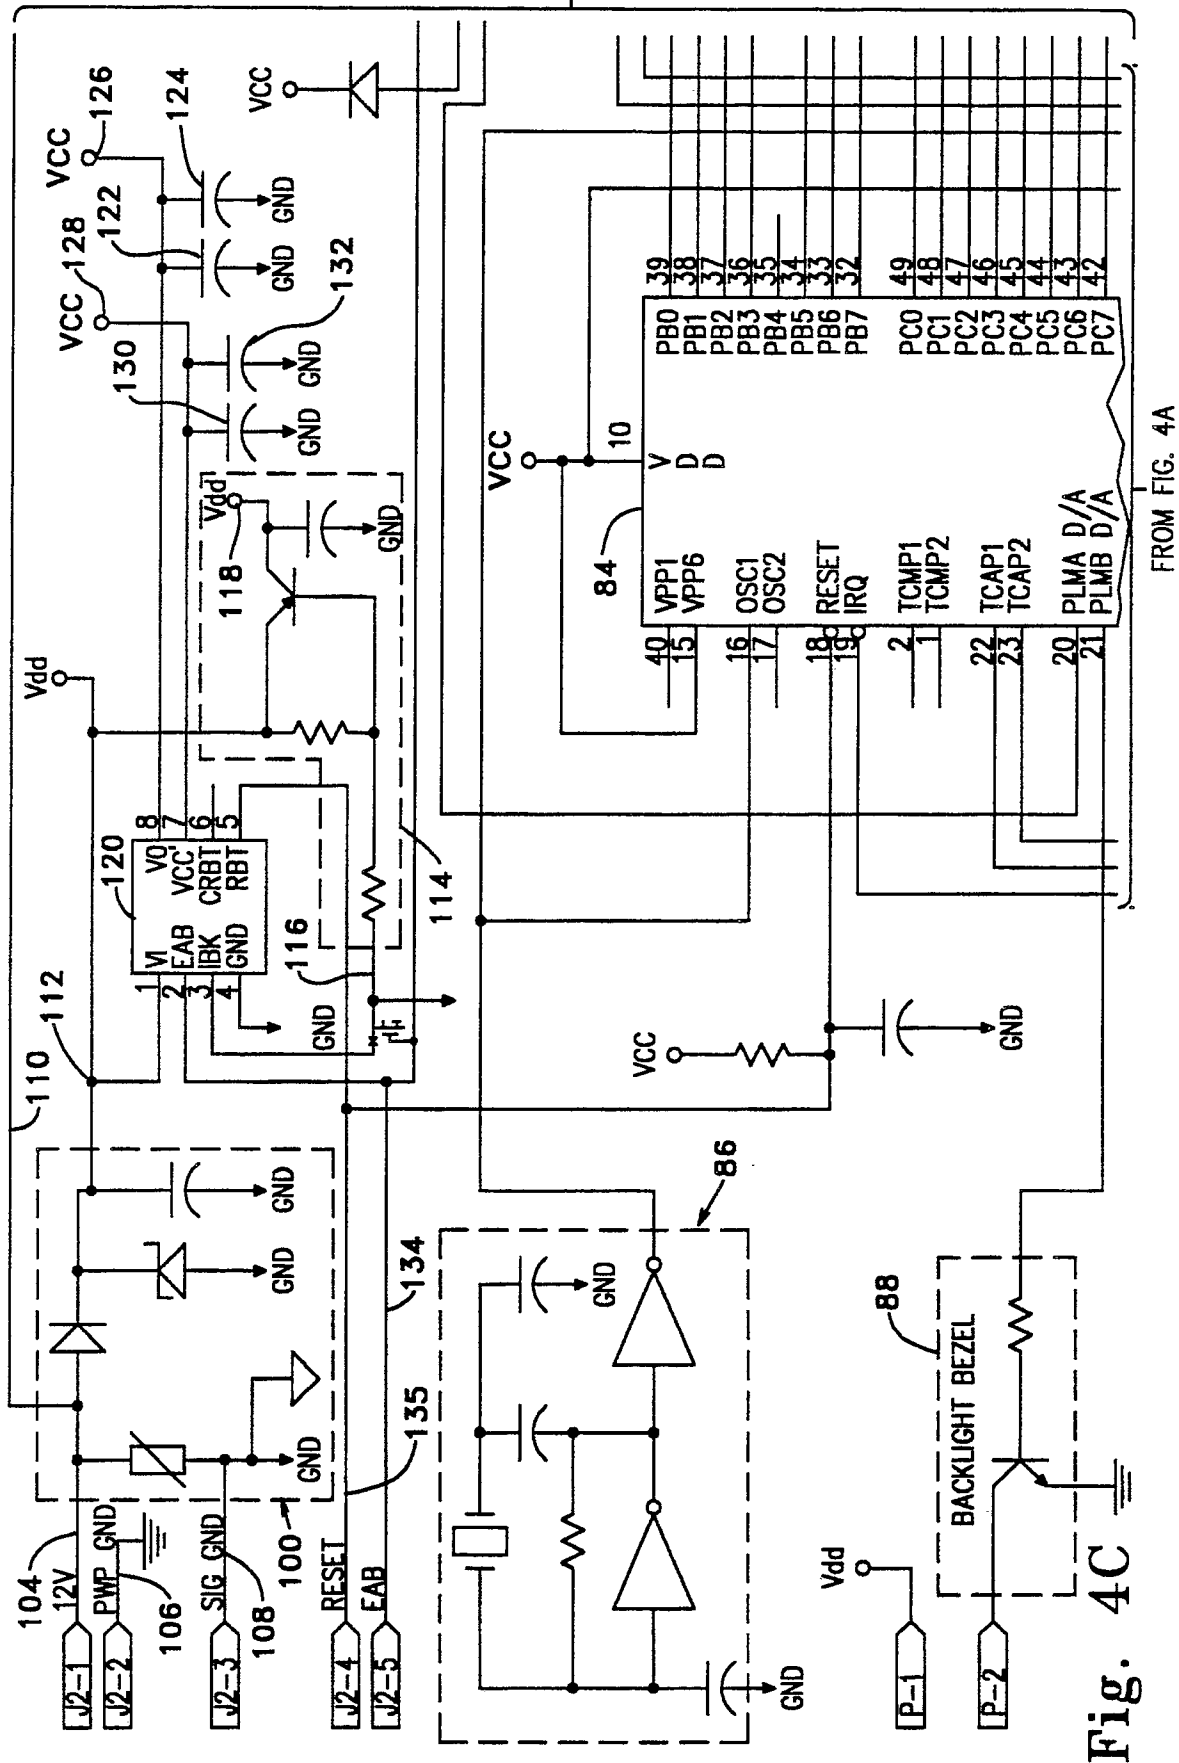 104
12V
J2-1
PWP GND
J2-2
106
SIG GND
J2-3
108
100
RESET
J2-4
EAB
J2-5
GND
GND
GND
110
112
135
134
Vdd
120
1 VI
2 EAB
3 IBK
4 GND
VO 8
VCC' 7
CRBT 6
RBT 5
GND
116
114
118
Vdd
GND
VCC
126
VCC
128
124
122
GND
GND
130
132
GND
GND
VCC
86
GND
GND
VCC
GND
VCC
10
84
VDD
40 VPP1
15 VPP6
16 OSC1
17 OSC2
18 RESET
19 IRQ
2 TCMP1
1 TCMP2
22 TCAP1
23 TCAP2
20 PLMA D/A
21 PLMB D/A
PB0 39
PB1 38
PB2 37
PB3 36
PB4 35
PB5 34
PB6 33
PB7 32
PC0 49
PC1 48
PC2 47
PC3 46
PC4 45
PC5 44
PC6 43
PC7 42
88
BACKLIGHT BEZEL
Vdd
P-1
P-2
FROM FIG. 4A
Fig. 4C